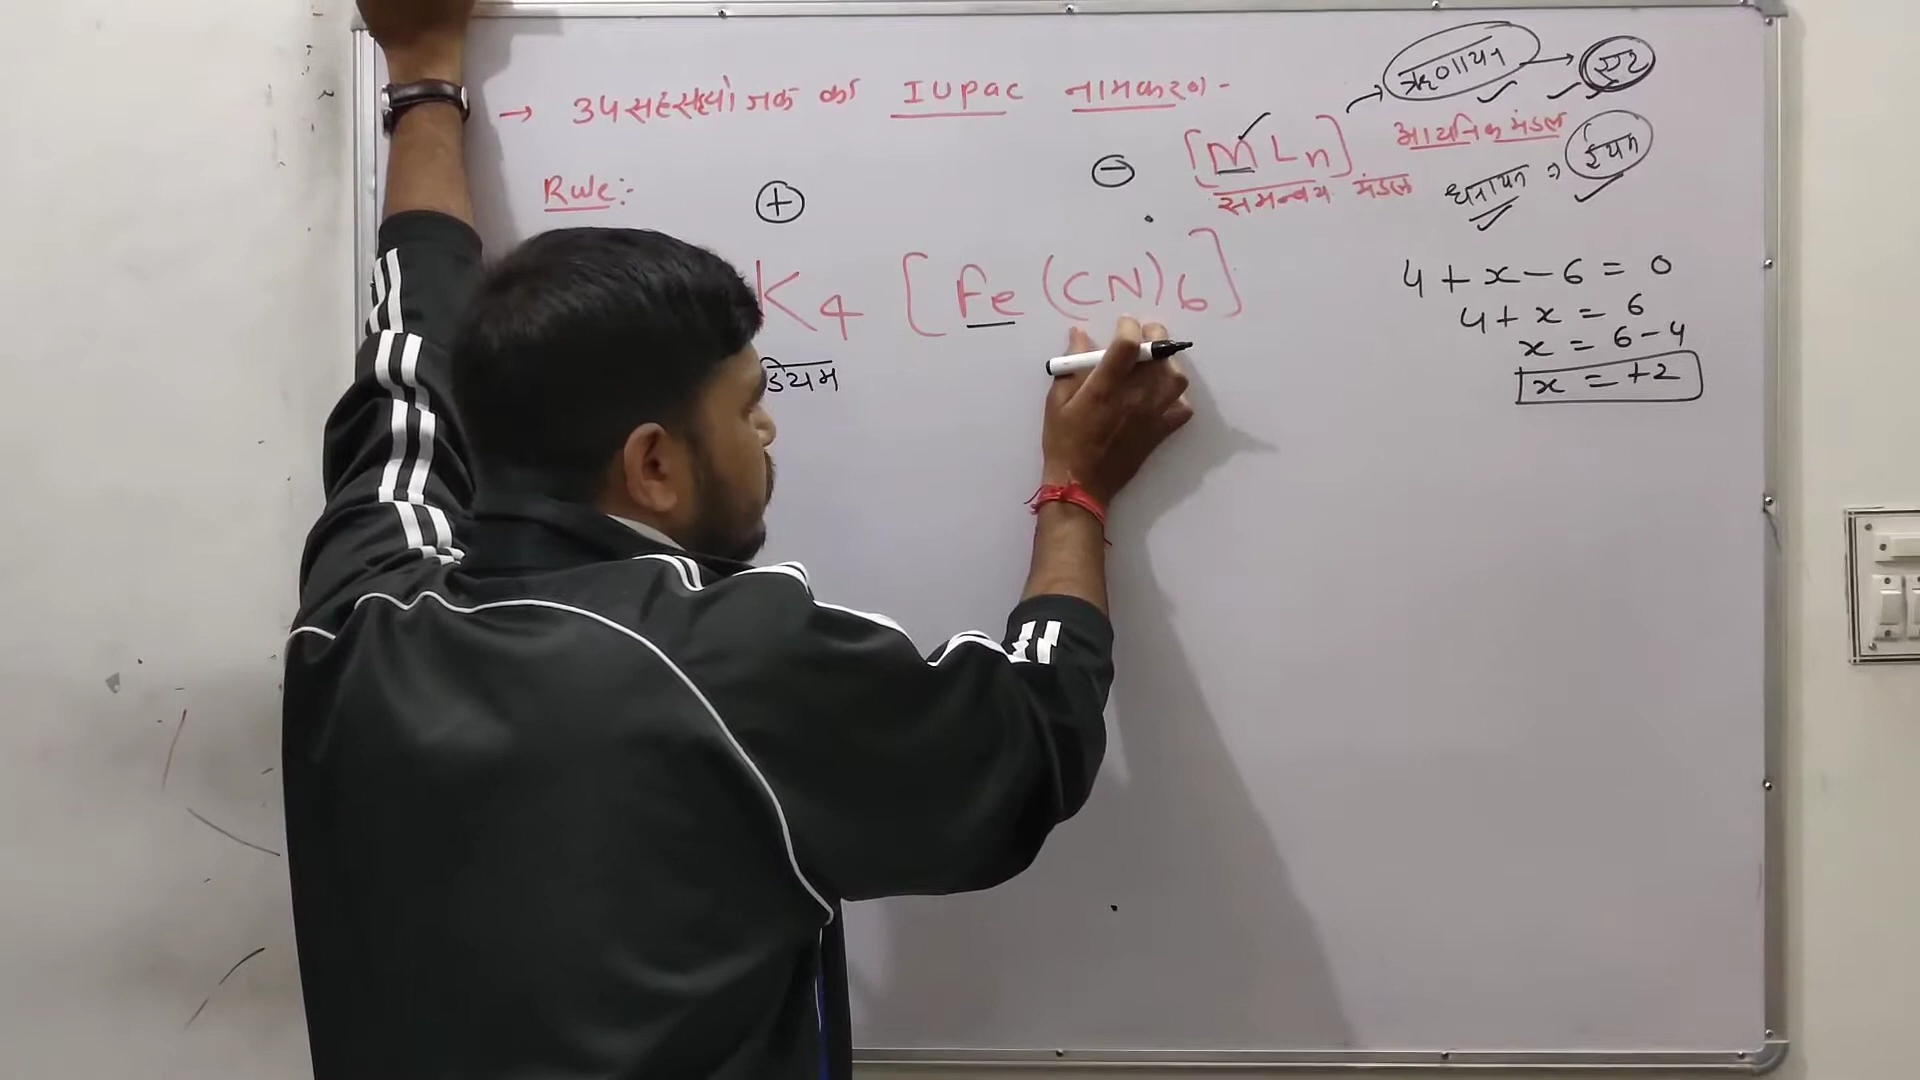 → उपसहसंयोजक का IUPAC नामकरण -
Rule:-
⊕ ⊖
[MLn]
समन्वय मंडल
ऋणायन → एट
आयनिक मंडल
धनायन ⇒ ईयम
K4 [Fe(CN)6]
डियम
4 + x - 6 = 0
4 + x = 6
x = 6 - 4
x = +2